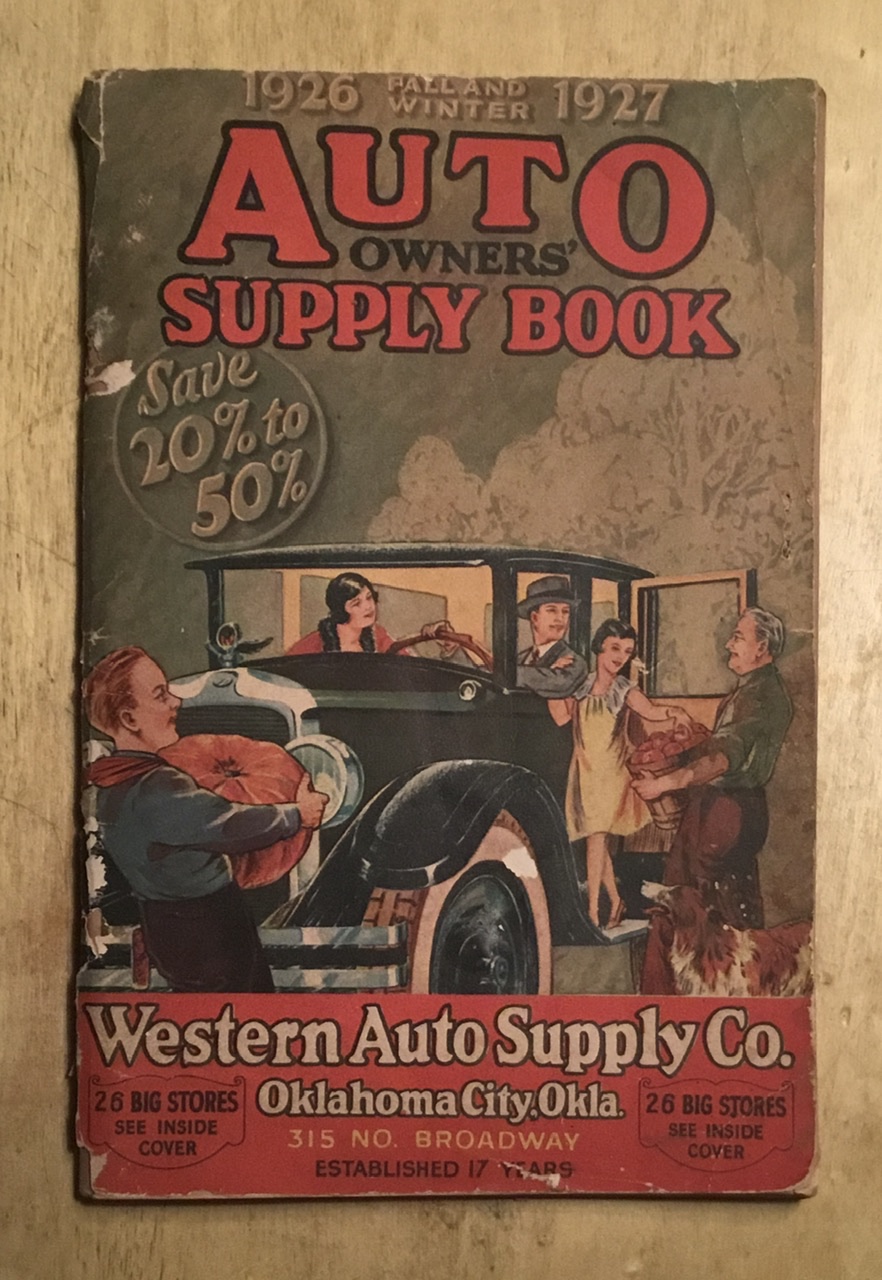 1926 FALL AND WINTER 1927
AUTO
OWNERS'
SUPPLY BOOK
Save
20% to
50%
Western Auto Supply Co.
Oklahoma City, Okla.
315 NO. BROADWAY
ESTABLISHED 17 YEARS
26 BIG STORES
SEE INSIDE
COVER
26 BIG STORES
SEE INSIDE
COVER